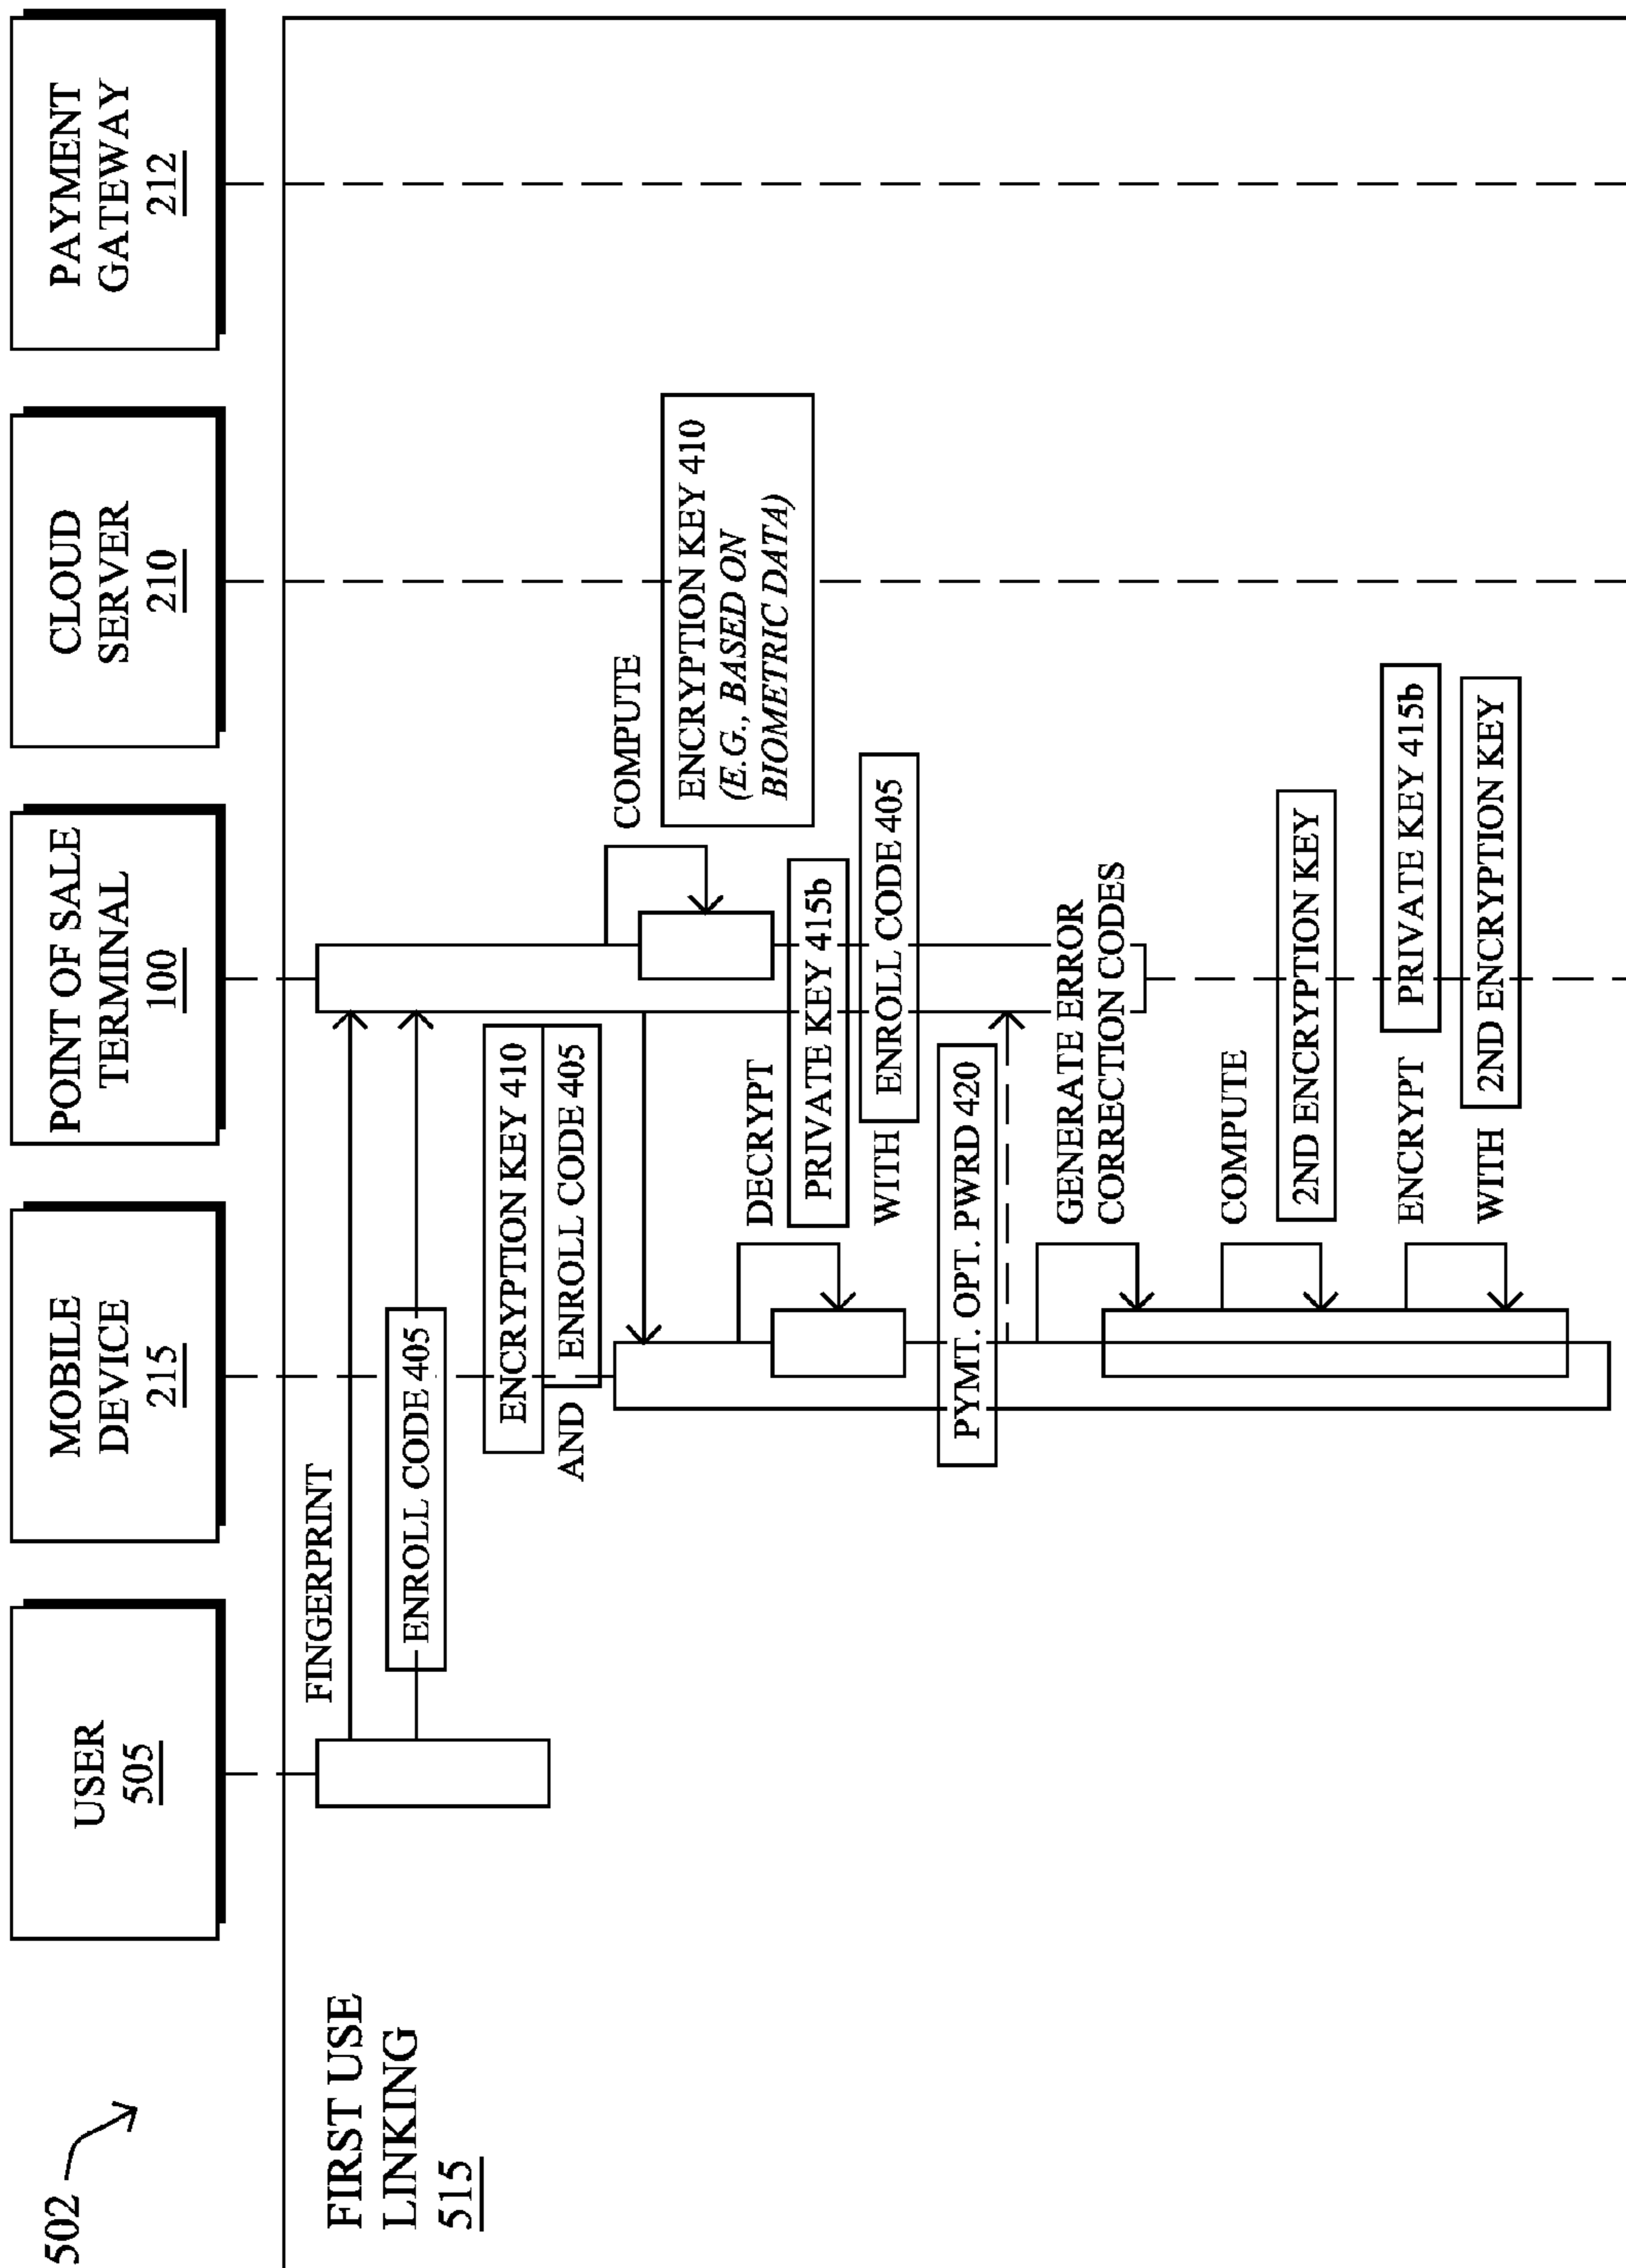 502
USER
505
MOBILE
DEVICE
215
POINT OF SALE
TERMINAL
100
CLOUD
SERVER
210
PAYMENT
GATEWAY
212
FIRST USE
LINKING
515
FINGERPRINT
ENROLL CODE 405
ENCRYPTION KEY 410
AND ENROLL CODE 405
COMPUTE
ENCRYPTION KEY 410
(E.G., BASED ON
BIOMETRIC DATA)
DECRYPT
PRIVATE KEY 415b
WITH ENROLL CODE 405
PYMT. OPT. PWRD 420
GENERATE ERROR
CORRECTION CODES
COMPUTE
2ND ENCRYPTION KEY
ENCRYPT PRIVATE KEY 415b
WITH 2ND ENCRYPTION KEY